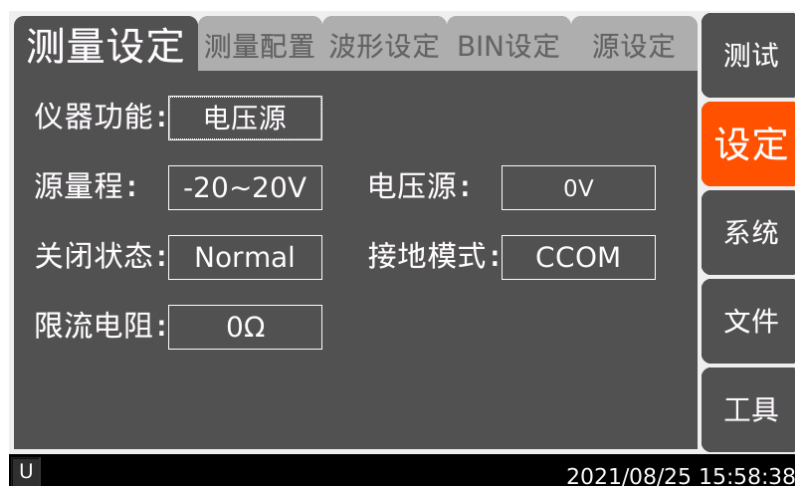 测量设定 测量配置 波形设定 BIN设定 源设定 测试
仪器功能: 电压源
设定
源量程: -20~20V 电压源: 0V
系统
关闭状态: Normal 接地模式: CCOM
限流电阻: 0Ω 文件
工具
U 2021/08/25 15:58:38